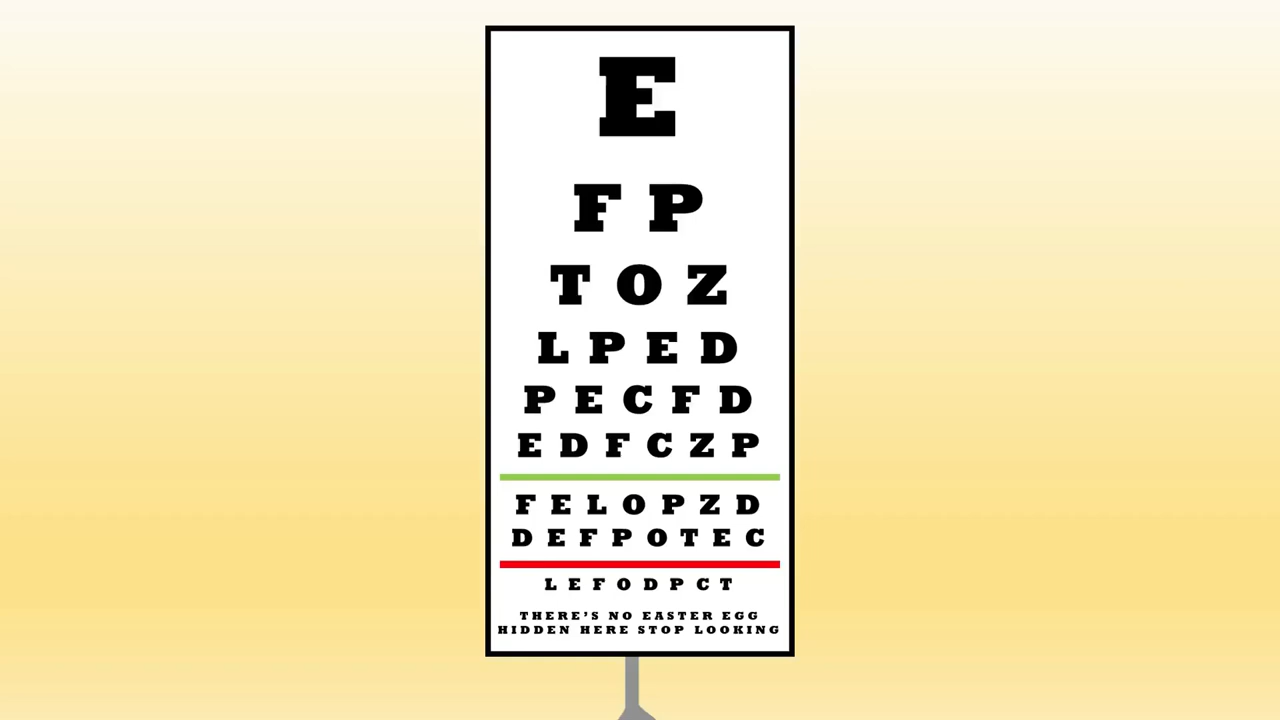 E
F P
T O Z
L P E D
P E C F D
E D F C Z P
F E L O P Z D
D E F P O T E C
L E F O D P C T
THERE'S NO EASTER EGG
HIDDEN HERE STOP LOOKING